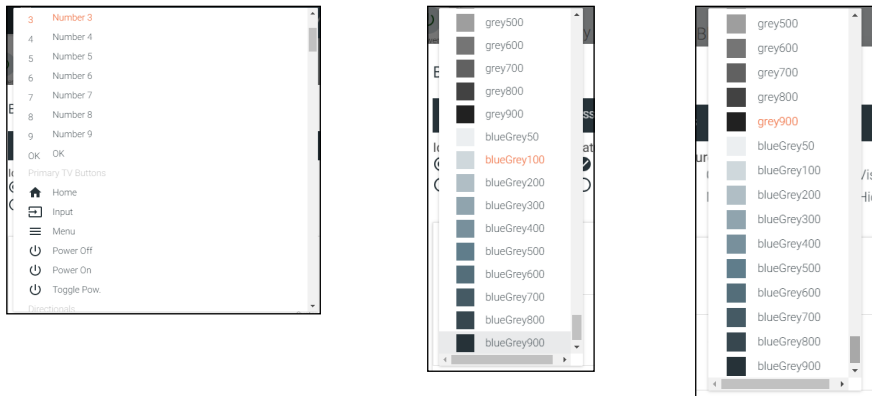 3 Number 3
4 Number 4
5 Number 5
6 Number 6
7 Number 7
8 Number 8
9 Number 9
OK OK
Primary TV Buttons
Home
Input
Menu
Power Off
Power On
Toggle Pow.
Directionals
grey500
grey600
grey700
grey800
grey900
blueGrey50
blueGrey100
blueGrey200
blueGrey300
blueGrey400
blueGrey500
blueGrey600
blueGrey700
blueGrey800
blueGrey900
grey500
grey600
grey700
grey800
grey900
blueGrey50
blueGrey100
blueGrey200
blueGrey300
blueGrey400
blueGrey500
blueGrey600
blueGrey700
blueGrey800
blueGrey900